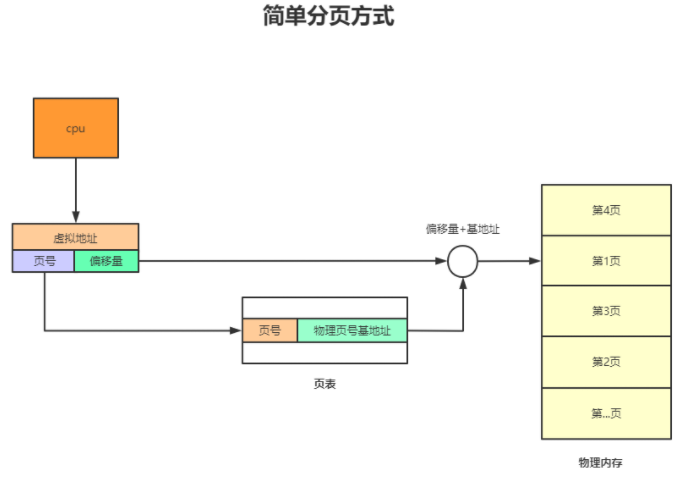 简单分页方式
cpu
虚拟地址
页号
偏移量
偏移量+基地址
页号
物理页号基地址
页表
第4页
第1页
第3页
第2页
第...页
物理内存